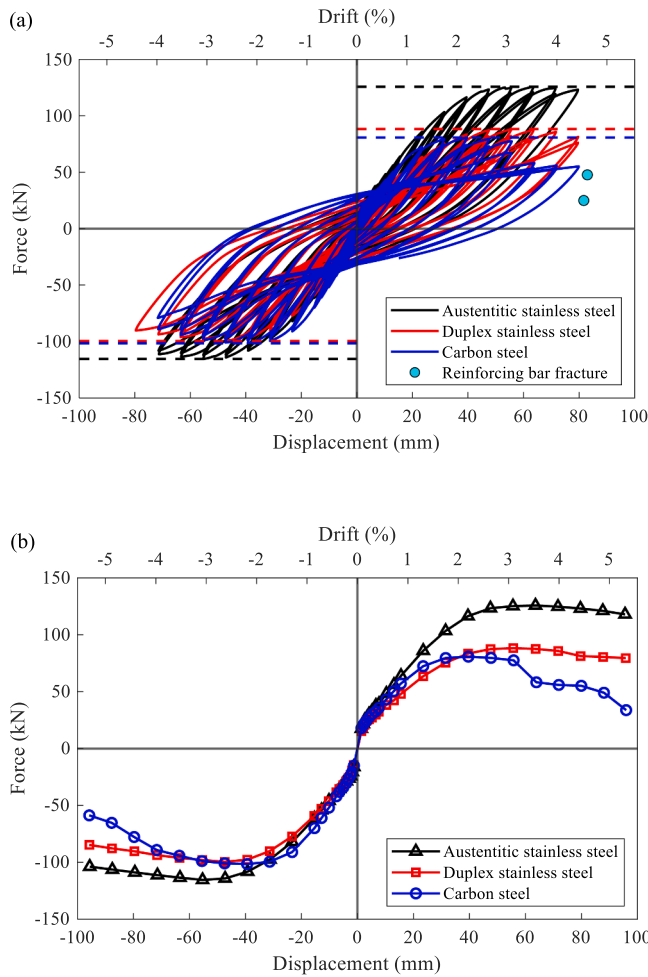 (a)
Drift (%)
-5 -4 -3 -2 -1 0 1 2 3 4 5
150
100
50
0
-50
-100
-150
Force (kN)
Austentitic stainless steel
Duplex stainless steel
Carbon steel
Reinforcing bar fracture
-100 -80 -60 -40 -20 0 20 40 60 80 100
Displacement (mm)
(b)
Drift (%)
-5 -4 -3 -2 -1 0 1 2 3 4 5
150
100
50
0
-50
-100
-150
Force (kN)
Austentitic stainless steel
Duplex stainless steel
Carbon steel
-100 -80 -60 -40 -20 0 20 40 60 80 100
Displacement (mm)